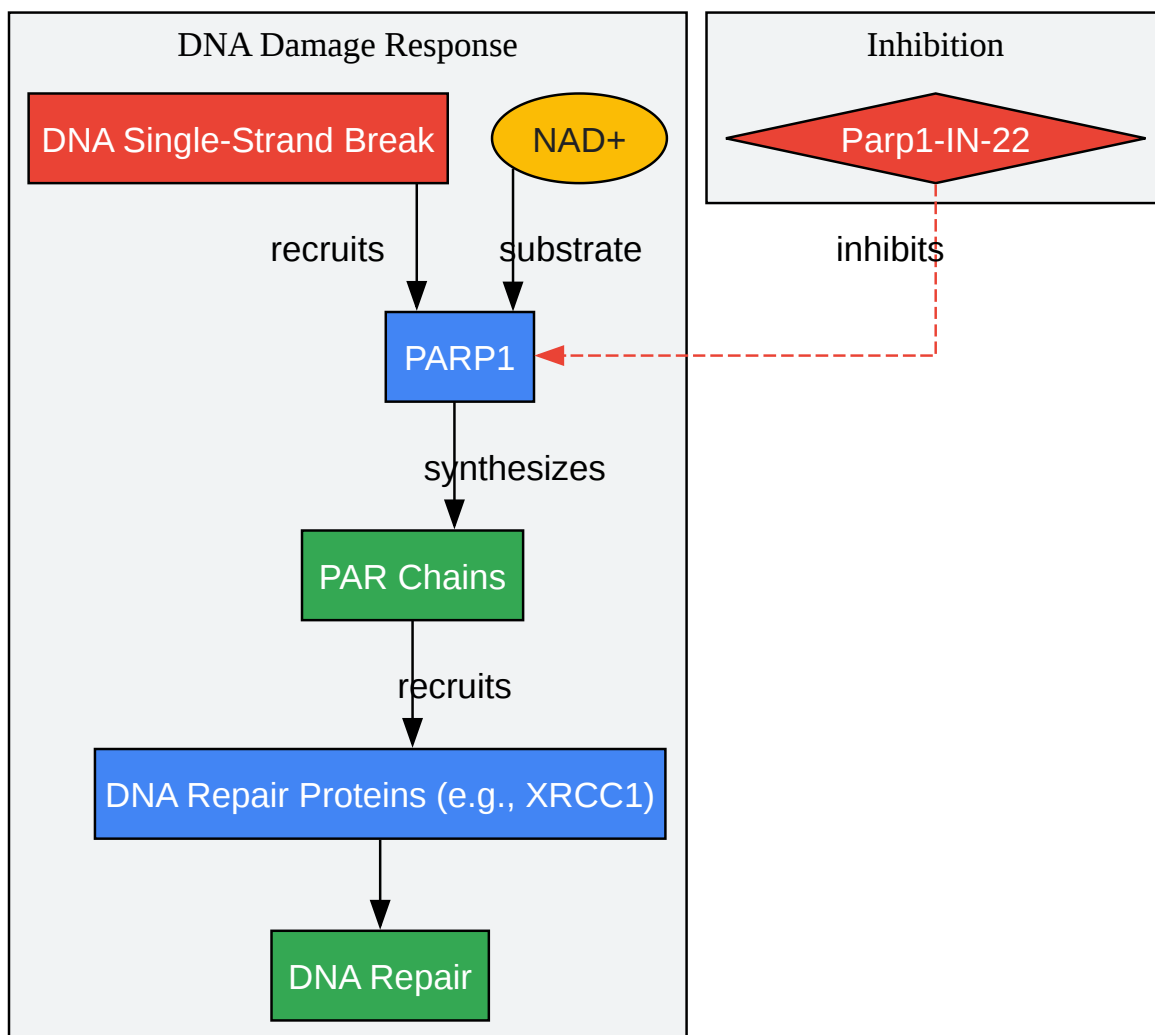 DNA Damage Response
Inhibition
DNA Single-Strand Break
NAD+
Parp1-IN-22
recruits
substrate
inhibits
PARP1
synthesizes
PAR Chains
recruits
DNA Repair Proteins (e.g., XRCC1)
DNA Repair